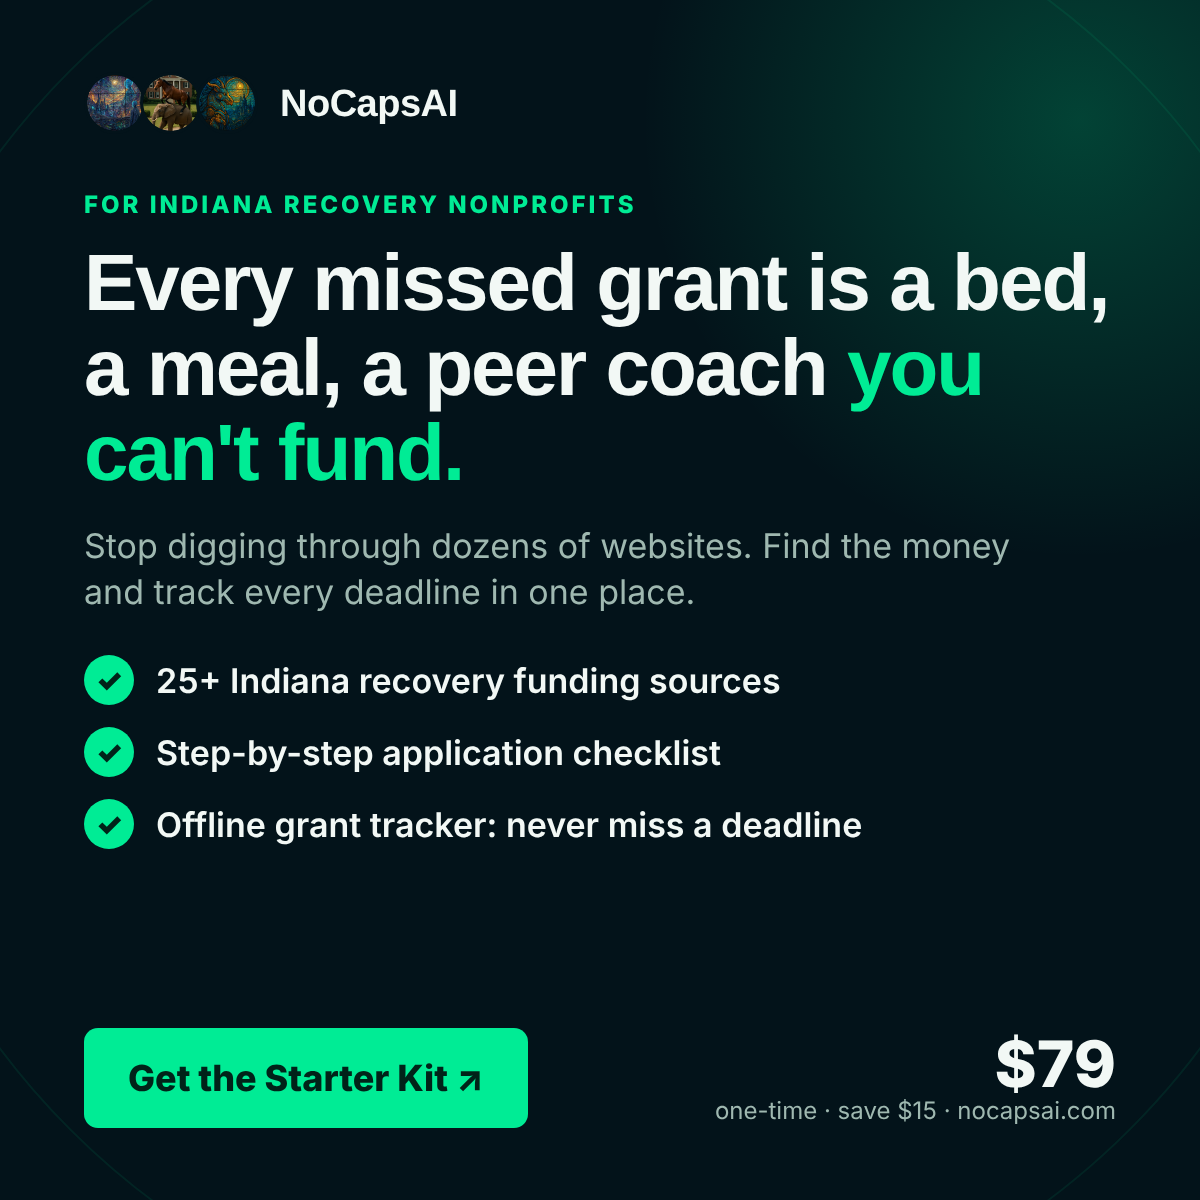 NoCapsAI
FOR INDIANA RECOVERY NONPROFITS
Every missed grant is a bed,
a meal, a peer coach you
can't fund.
Stop digging through dozens of websites. Find the money
and track every deadline in one place.
25+ Indiana recovery funding sources
Step-by-step application checklist
Offline grant tracker: never miss a deadline
Get the Starter Kit ↗
$79
one-time · save $15 · nocapsai.com